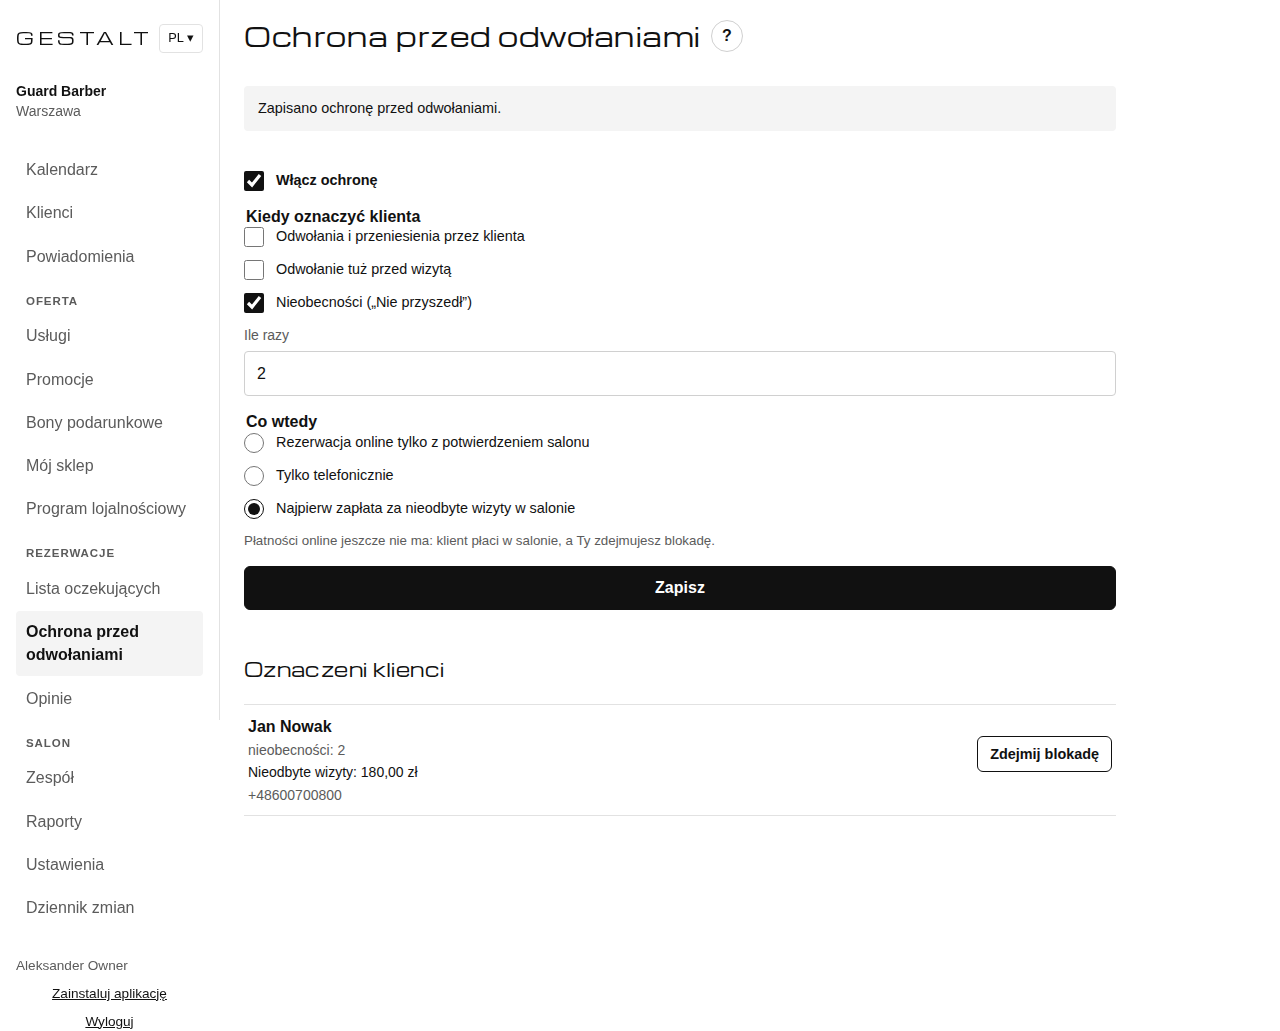 GESTALT
PL ▾
Guard Barber
Warszawa
Kalendarz
Klienci
Powiadomienia
OFERTA
Usługi
Promocje
Bony podarunkowe
Mój sklep
Program lojalnościowy
REZERWACJE
Lista oczekujących
Ochrona przed
odwołaniami
Opinie
SALON
Zespół
Raporty
Ustawienia
Dziennik zmian
Aleksander Owner
Zainstaluj aplikację
Wyloguj
Ochrona przed odwołaniami ?
Zapisano ochronę przed odwołaniami.
Włącz ochronę
Kiedy oznaczyć klienta
Odwołania i przeniesienia przez klienta
Odwołanie tuż przed wizytą
Nieobecności („Nie przyszedł”)
Ile razy
2
Co wtedy
Rezerwacja online tylko z potwierdzeniem salonu
Tylko telefonicznie
Najpierw zapłata za nieodbyte wizyty w salonie
Płatności online jeszcze nie ma: klient płaci w salonie, a Ty zdejmujesz blokadę.
Zapisz
Oznaczeni klienci
Jan Nowak
nieobecności: 2
Nieodbyte wizyty: 180,00 zł
+48600700800
Zdejmij blokadę